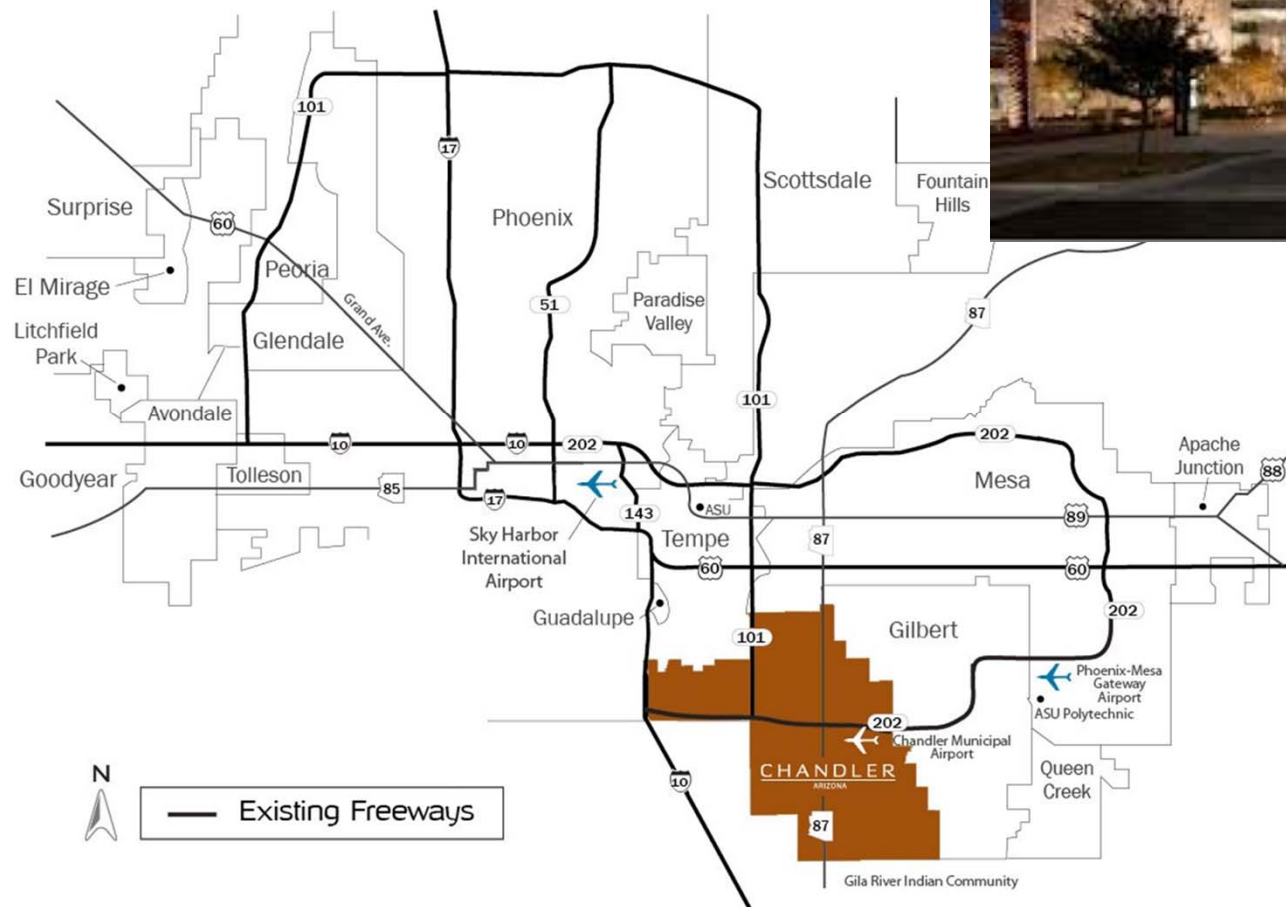 101
17
Scottsdale
Fountain
Hills
Surprise
60
Phoenix
El Mirage
Peoria
Grand Ave.
51
Paradise
Valley
87
Litchfield
Park
Glendale
Avondale
101
10
10
202
202
Apache
Junction
88
Goodyear
Tolleson
85
17
Mesa
ASU
143
89
Sky Harbor
International
Airport
Tempe
87
60
60
Guadalupe
101
Gilbert
202
Phoenix-Mesa
Gateway
Airport
ASU Polytechnic
202
Chandler Municipal
Airport
CHANDLER
ARIZONA
10
Queen
Creek
N
Existing Freeways
87
Gila River Indian Community